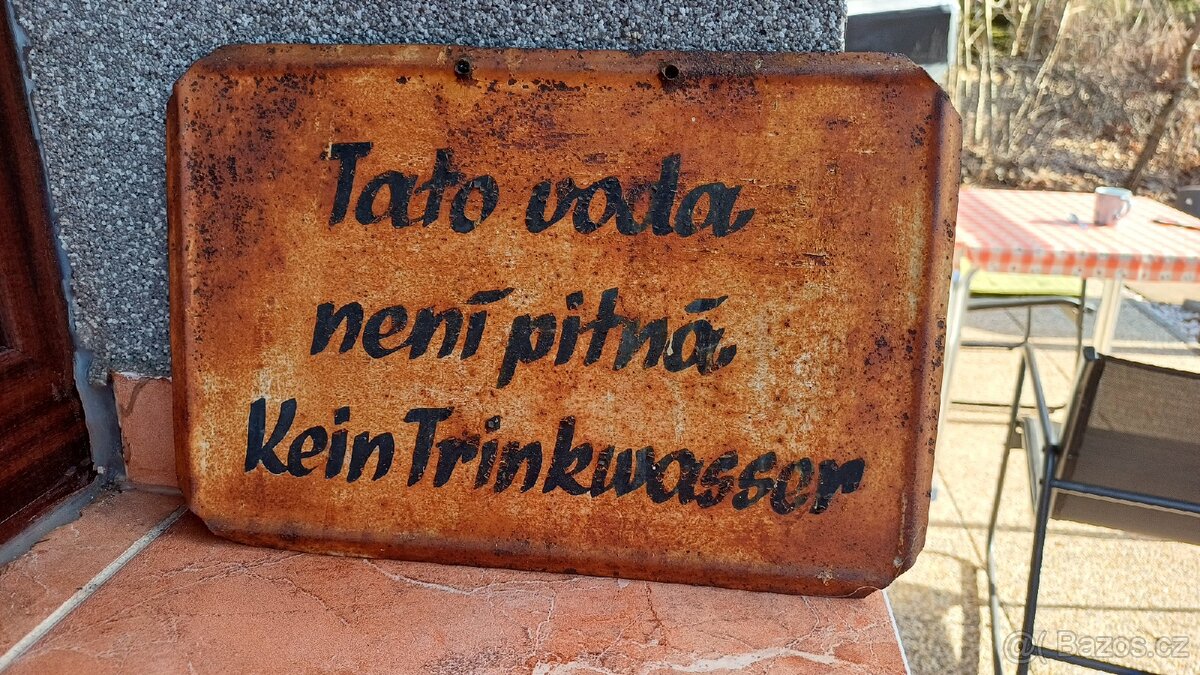 Tato voda
není pitná
Kein Trinkwasser
@( Bazos.cz